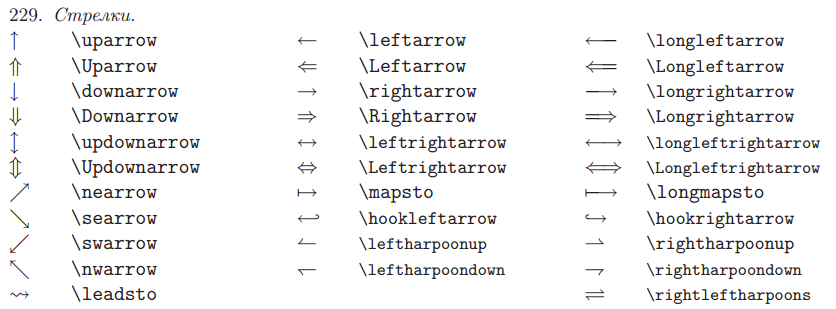 229. Стрелки.
↑ \uparrow ← \leftarrow ⟵ \longleftarrow
⇑ \Uparrow ⇐ \Leftarrow ⟸ \Longleftarrow
↓ \downarrow → \rightarrow ⟶ \longrightarrow
⇓ \Downarrow ⇒ \Rightarrow ⟹ \Longrightarrow
↕ \updownarrow ↔ \leftrightarrow ⟷ \longleftrightarrow
⇕ \Updownarrow ⇔ \Leftrightarrow ⟺ \Longleftrightarrow
↗ \nearrow ↦ \mapsto ⟼ \longmapsto
↘ \searrow ↩ \hookleftarrow ↪ \hookrightarrow
↙ \swarrow ↼ \leftharpoonup ⇀ \rightharpoonup
↖ \nwarrow ↽ \leftharpoondown ⇁ \rightharpoondown
⇝ \leadsto ⇌ \rightleftharpoons